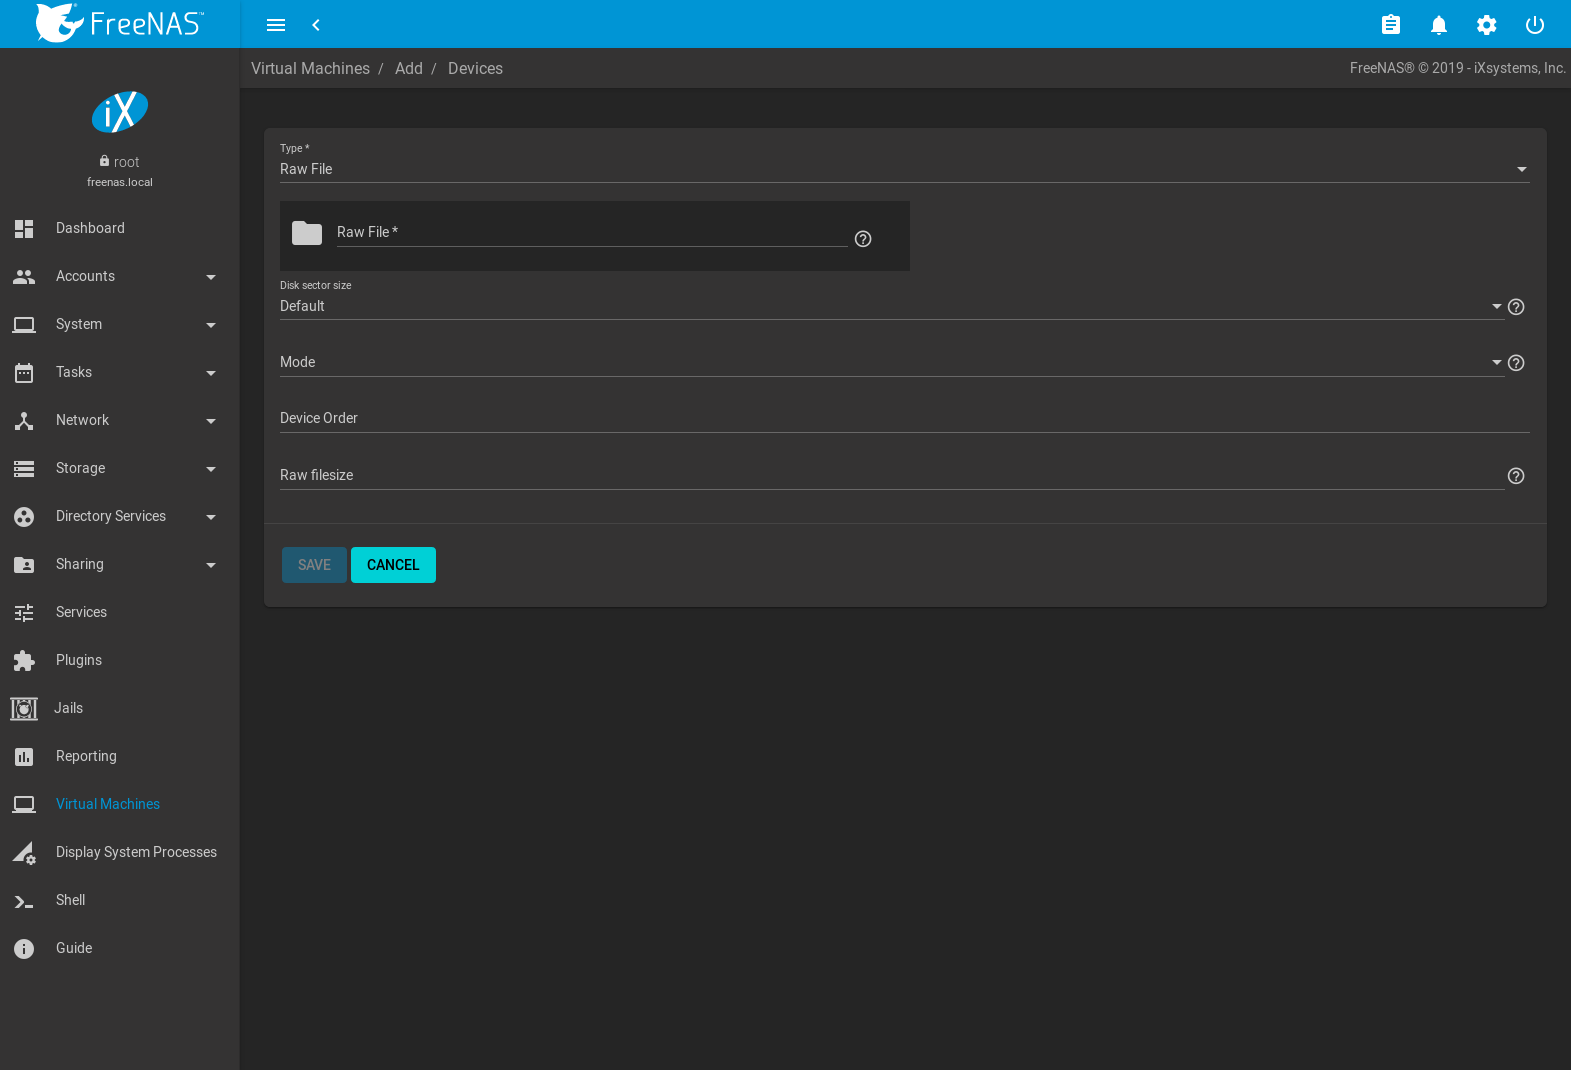 FreeNAS™
Virtual Machines / Add / Devices
FreeNAS® © 2019 - iXsystems, Inc.
iX
root
freenas.local
Dashboard
Accounts
System
Tasks
Network
Storage
Directory Services
Sharing
Services
Plugins
Jails
Reporting
Virtual Machines
Display System Processes
Shell
Guide
Type *
Raw File
Raw File *
Disk sector size
Default
Mode
Device Order
Raw filesize
SAVE CANCEL